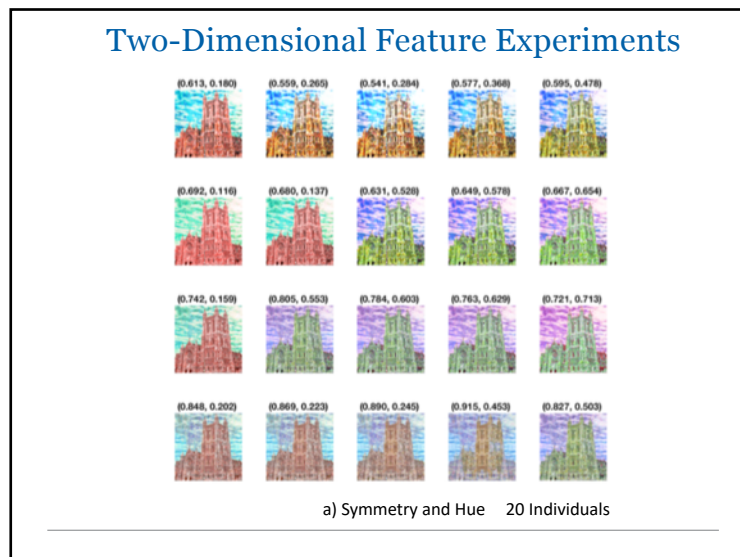 Two-Dimensional Feature Experiments
(0.613, 0.180) (0.559, 0.265) (0.541, 0.284) (0.577, 0.368) (0.595, 0.478)
(0.692, 0.116) (0.680, 0.137) (0.631, 0.528) (0.649, 0.578) (0.667, 0.654)
(0.742, 0.159) (0.805, 0.553) (0.784, 0.603) (0.763, 0.629) (0.721, 0.713)
(0.848, 0.202) (0.869, 0.223) (0.890, 0.245) (0.915, 0.453) (0.827, 0.503)
a) Symmetry and Hue 20 Individuals